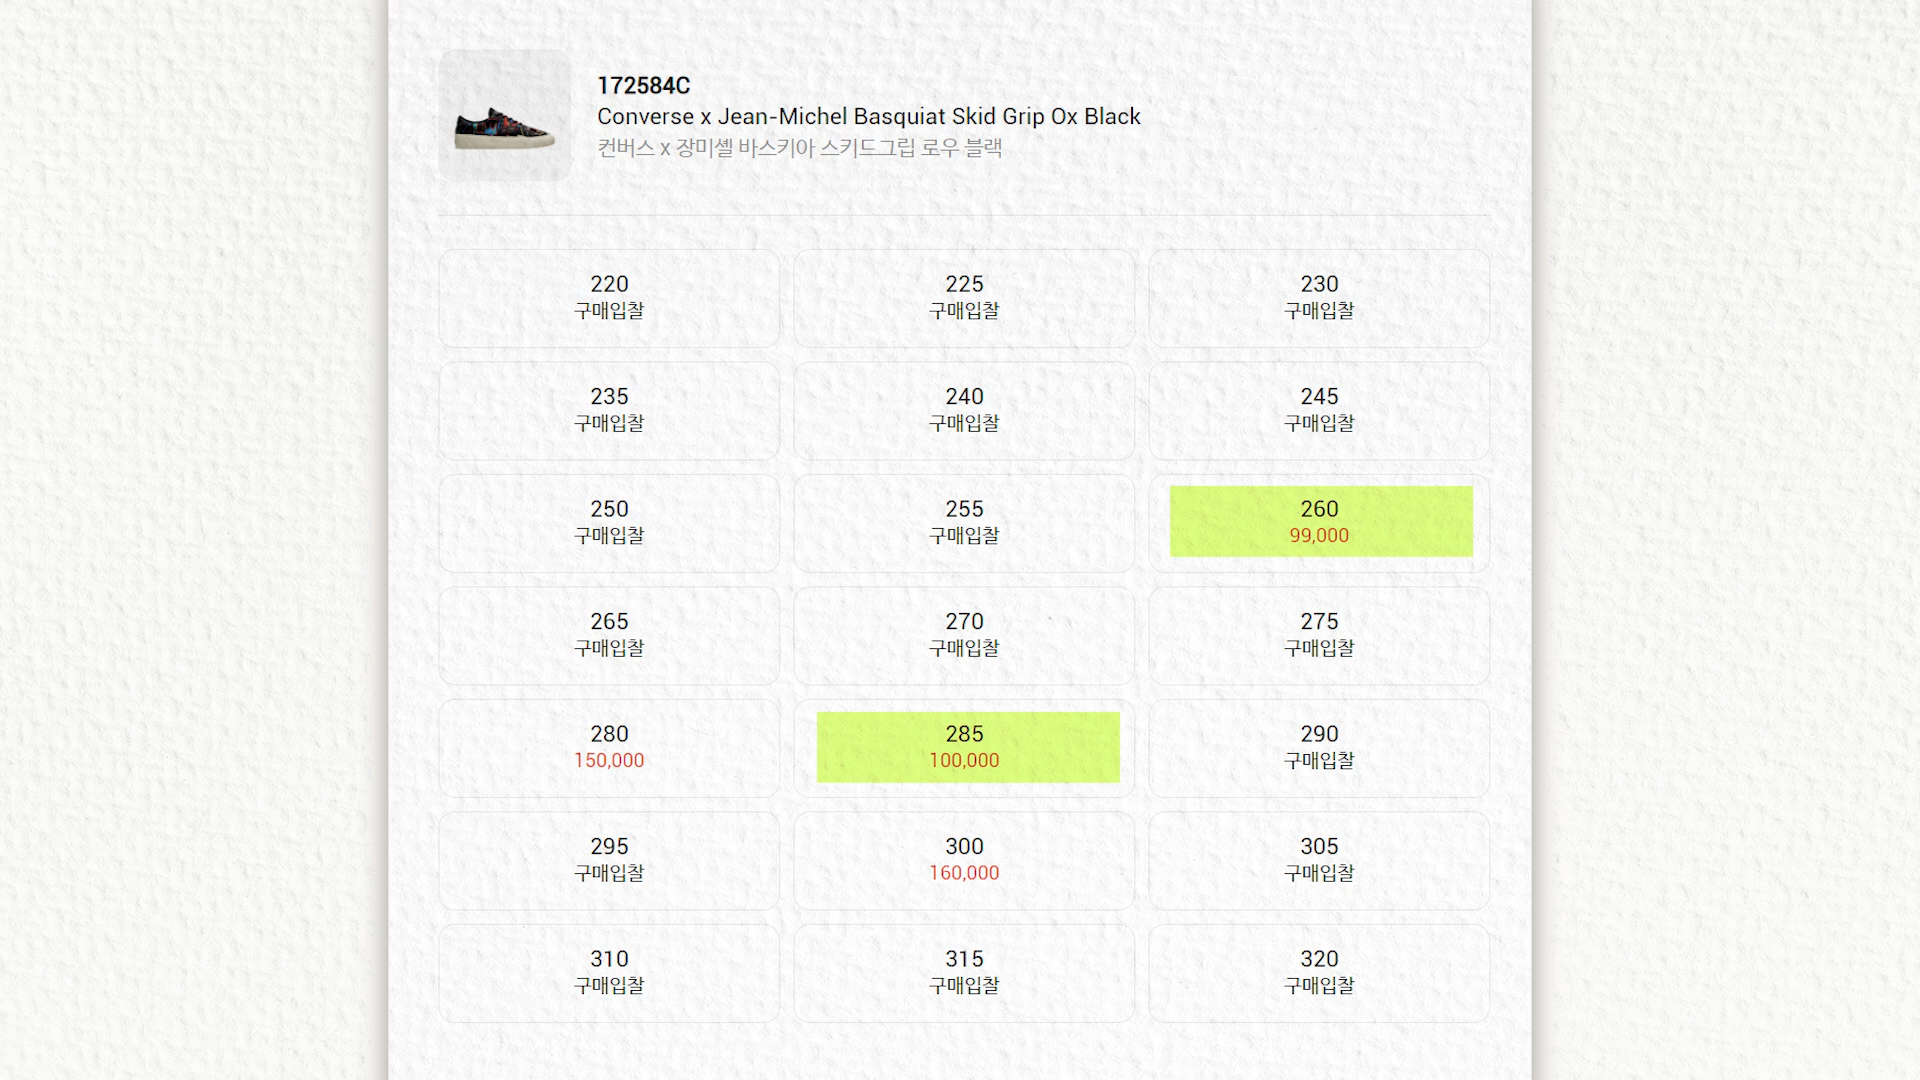 172584C
Converse x Jean-Michel Basquiat Skid Grip Ox Black
컨버스 x 장미셸 바스키아 스키드그립 로우 블랙
220
구매입찰
225
구매입찰
230
구매입찰
235
구매입찰
240
구매입찰
245
구매입찰
250
구매입찰
255
구매입찰
260
99,000
265
구매입찰
270
구매입찰
275
구매입찰
280
150,000
285
100,000
290
구매입찰
295
구매입찰
300
160,000
305
구매입찰
310
구매입찰
315
구매입찰
320
구매입찰